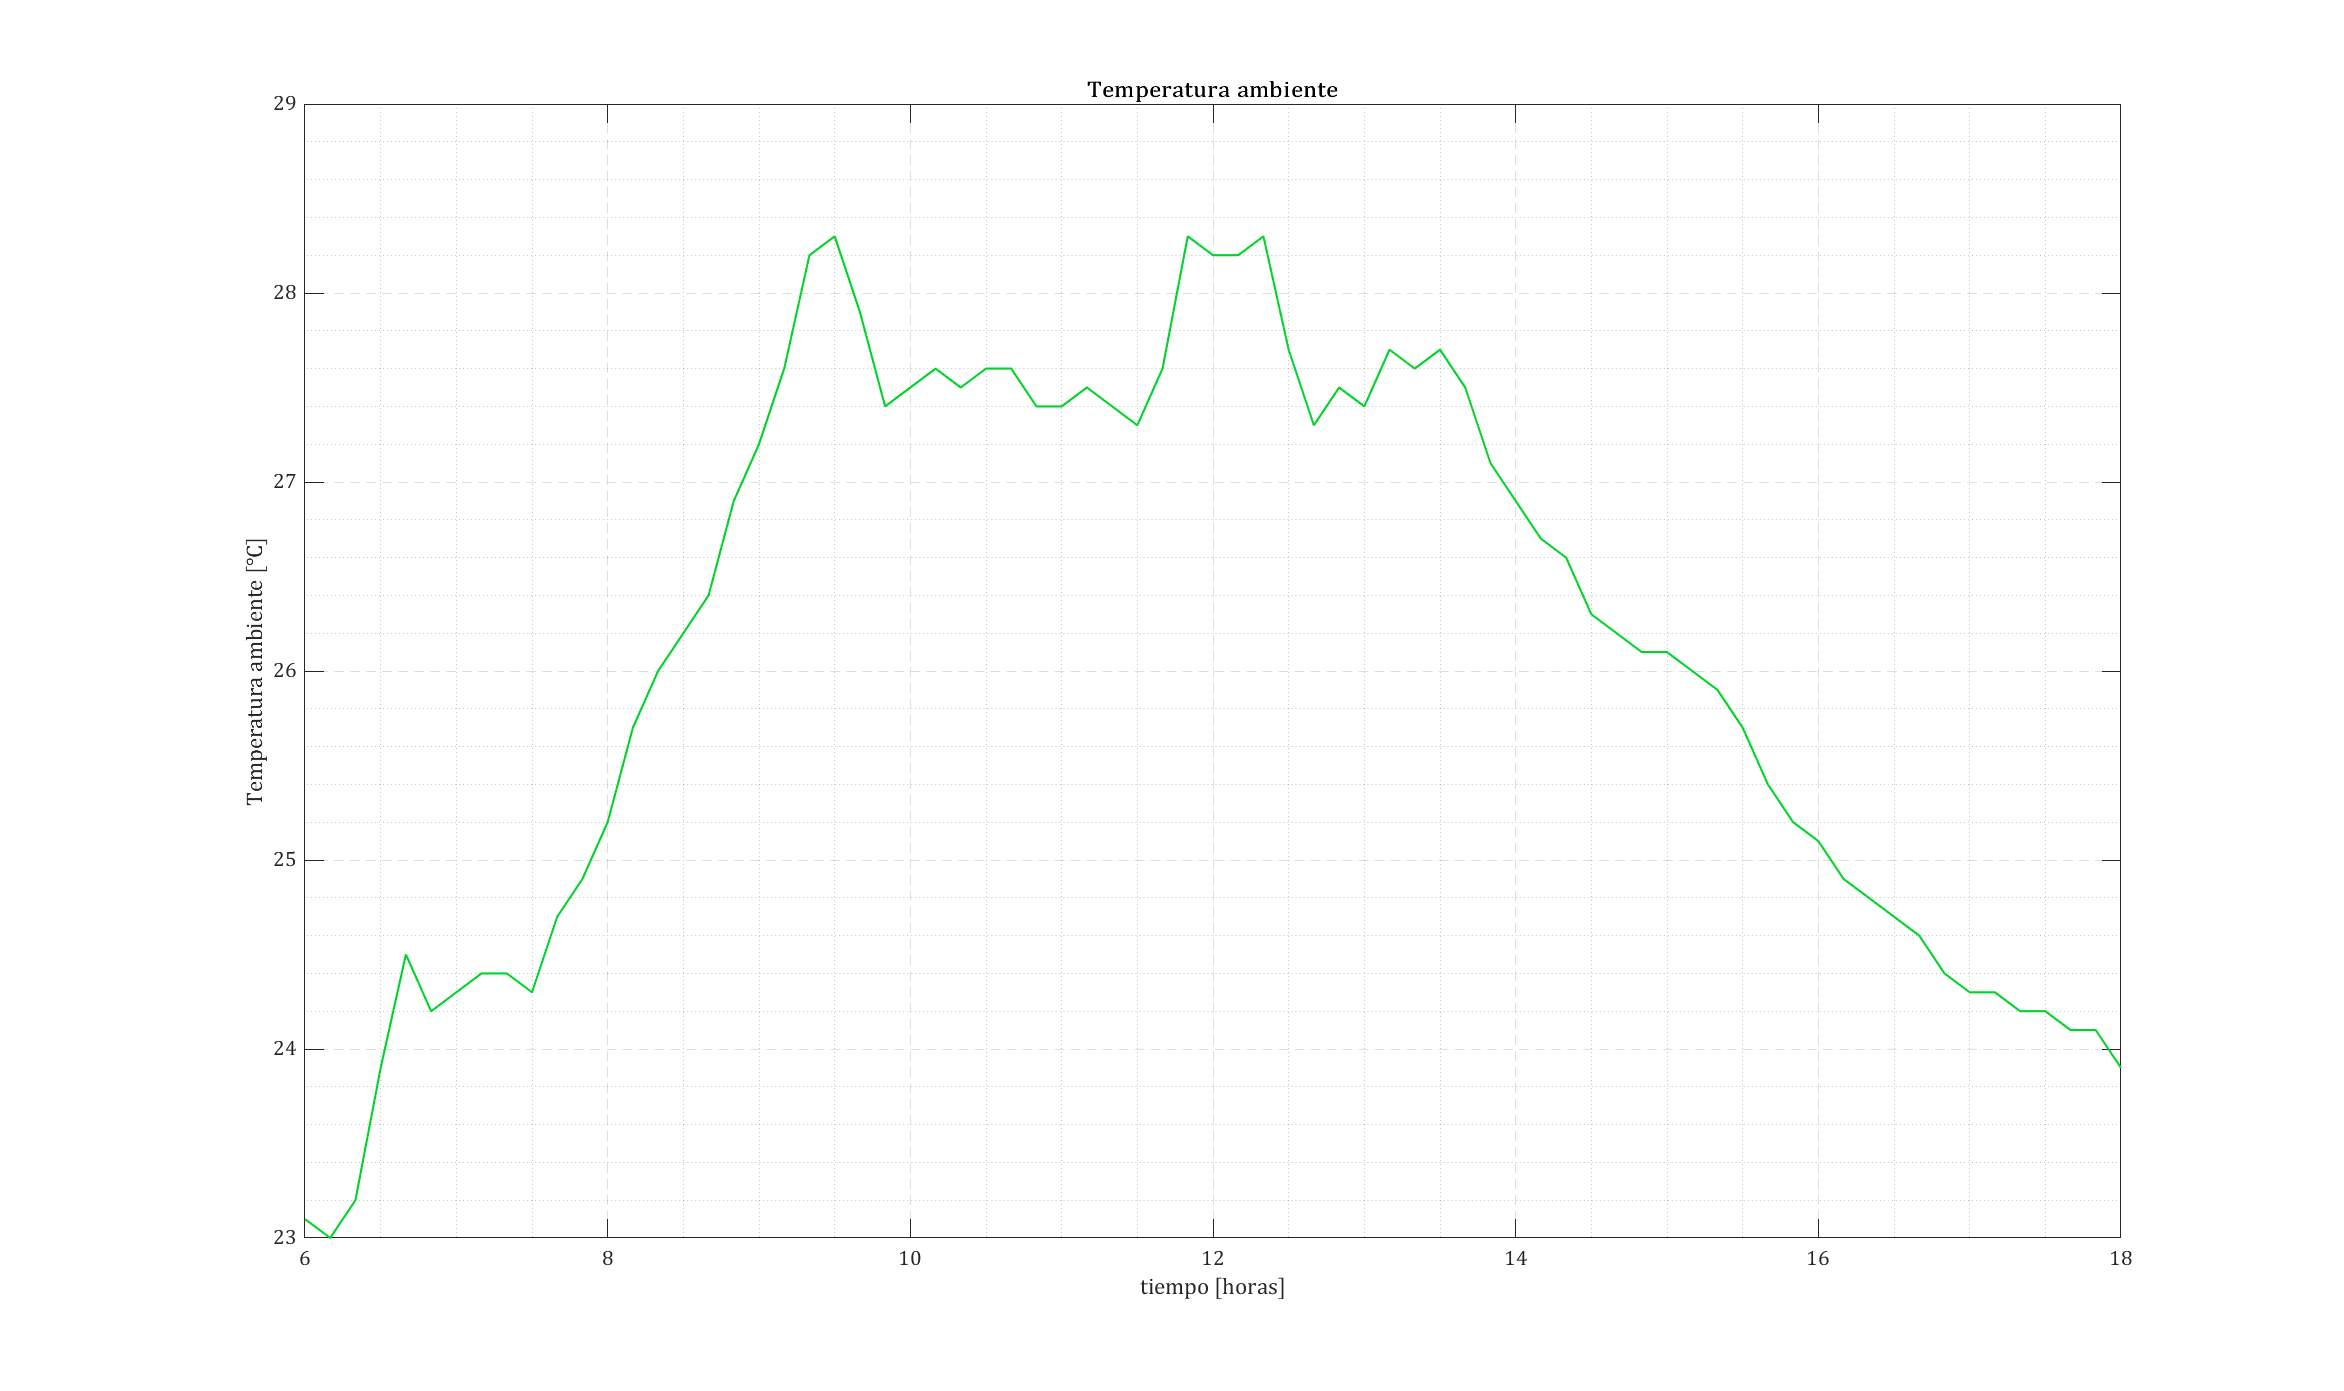 Temperatura ambiente
29
28
27
26
25
24
23
Temperatura ambiente [°C]
6 8 10 12 14 16 18
tiempo [horas]